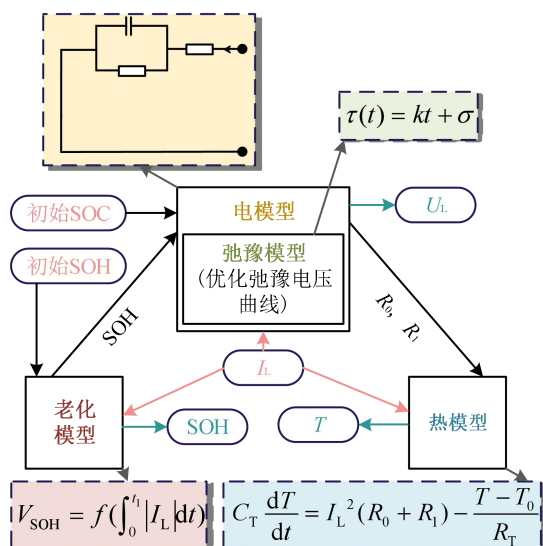 τ(t) = kt + σ
初始SOC
电模型
U_L
初始SOH
弛豫模型
(优化弛豫电压
曲线)
SOH
R_0, R_1
I_L
老化
模型
SOH
T
热模型
V_SOH = f(∫_0^{t_1} |I_L| dt)
C_T dT/dt = I_L^2 (R_0 + R_1) − (T − T_0)/R_T